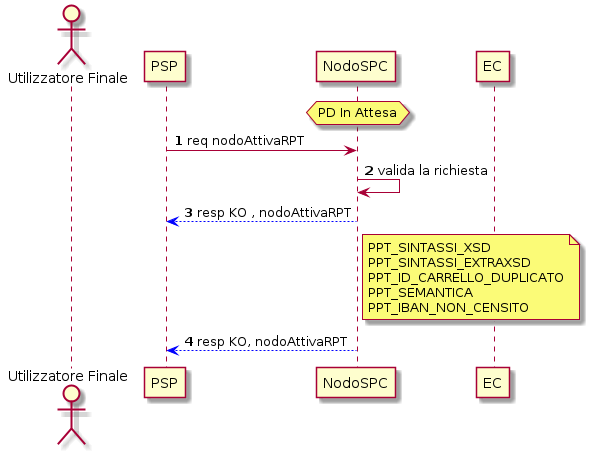 Utilizzatore Finale
PSP
NodoSPC
EC
PD In Attesa
1 req nodoAttivaRPT
2 valida la richiesta
3 resp KO , nodoAttivaRPT
PPT_SINTASSI_XSD
PPT_SINTASSI_EXTRAXSD
PPT_ID_CARRELLO_DUPLICATO
PPT_SEMANTICA
PPT_IBAN_NON_CENSITO
4 resp KO, nodoAttivaRPT
Utilizzatore Finale
PSP
NodoSPC
EC